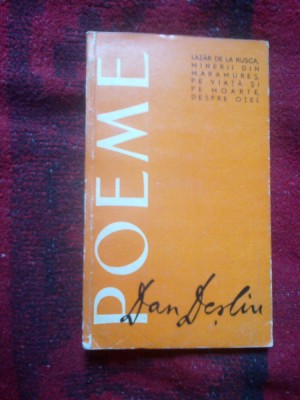 POEME
LAZĂR DE LA RUSCA,
MINERII DIN
MARAMUREȘ,
PE VIAȚĂ ȘI
PE MOARTE,
DESPRE OȚEL
Dan Deșliu